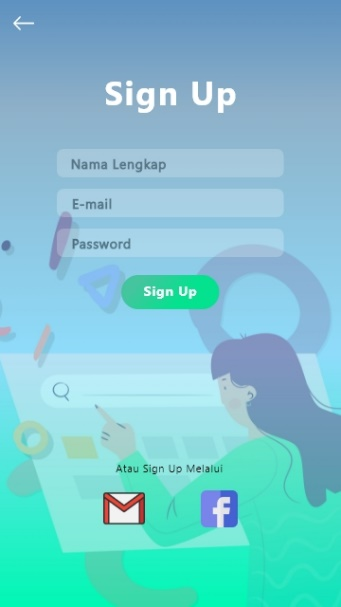 Sign Up
Nama Lengkap
E-mail
Password
Sign Up
Atau Sign Up Melalui